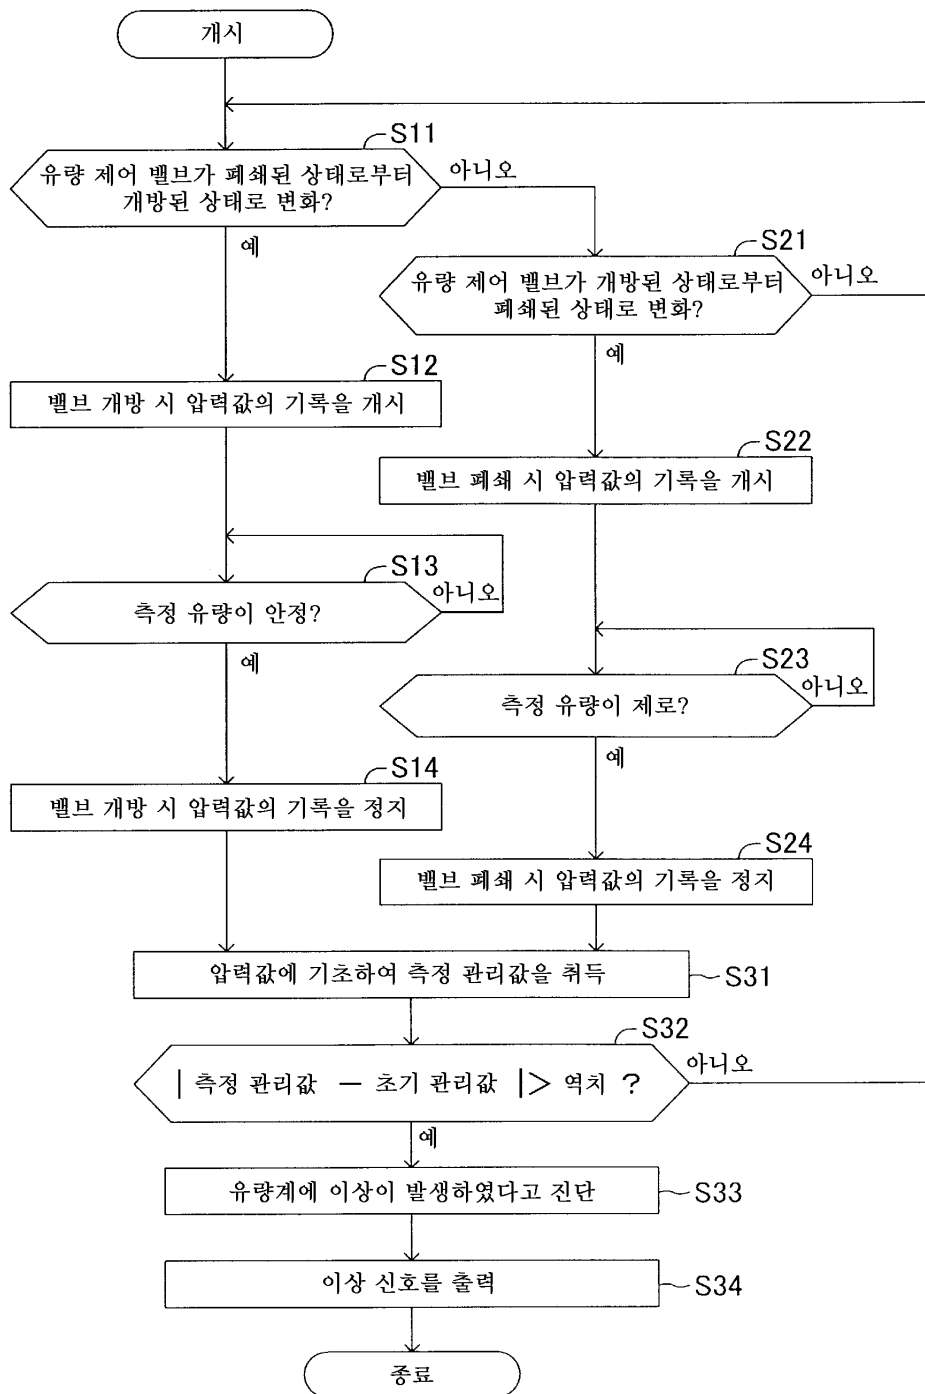 개시
S11
유량 제어 밸브가 폐쇄된 상태로부터
개방된 상태로 변화?
아니오
예
S21
유량 제어 밸브가 개방된 상태로부터
폐쇄된 상태로 변화?
아니오
예
S12
밸브 개방 시 압력값의 기록을 개시
S22
밸브 폐쇄 시 압력값의 기록을 개시
S13
측정 유량이 안정?
아니오
예
S23
측정 유량이 제로?
아니오
예
S14
밸브 개방 시 압력값의 기록을 정지
S24
밸브 폐쇄 시 압력값의 기록을 정지
압력값에 기초하여 측정 관리값을 취득
S31
S32
| 측정 관리값 － 초기 관리값 |＞ 역치 ?
아니오
예
유량계에 이상이 발생하였다고 진단
S33
이상 신호를 출력
S34
종료